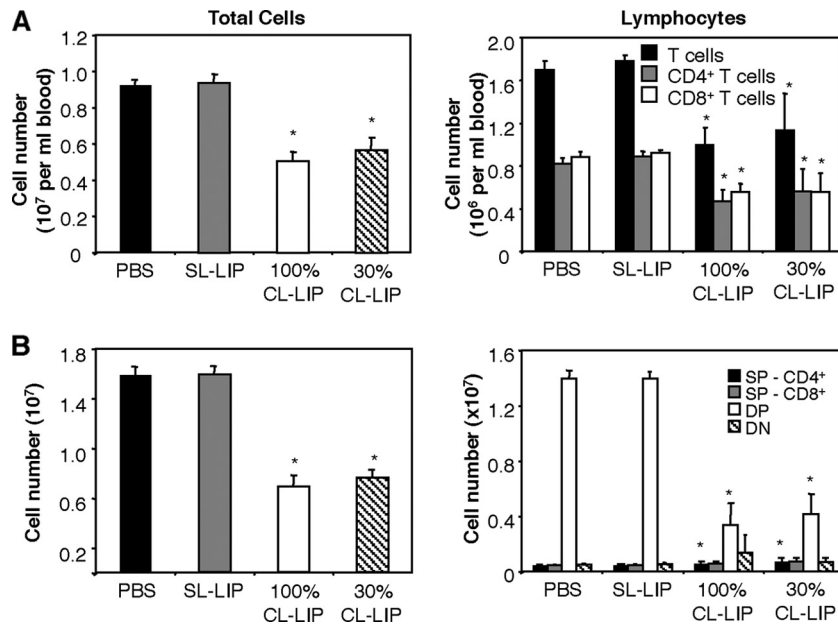 A
Total Cells
Cell number
(10⁷ per ml blood)
1.2
1.0
0.8
0.6
0.4
0.2
0
*
*
PBS
SL-LIP
100%
CL-LIP
30%
CL-LIP
Lymphocytes
Cell number
(10⁶ per ml blood)
2.0
1.6
1.2
0.8
0.4
0
T cells
CD4⁺ T cells
CD8⁺ T cells
*
*
*
*
*
*
PBS
SL-LIP
100%
CL-LIP
30%
CL-LIP
B
Cell number (10⁷)
1.8
1.4
1.0
0.6
0.2
*
*
PBS
SL-LIP
100%
CL-LIP
30%
CL-LIP
Cell number (x10⁷)
1.6
1.2
0.8
0.4
0
SP - CD4⁺
SP - CD8⁺
DP
DN
*
*
*
*
PBS
SL-LIP
100%
CL-LIP
30%
CL-LIP